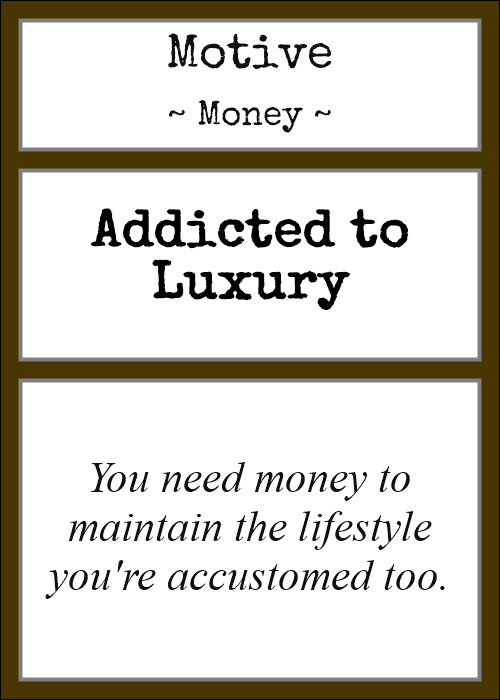 Motive
~ Money ~
Addicted to
Luxury
You need money to
maintain the lifestyle
you're accustomed too.